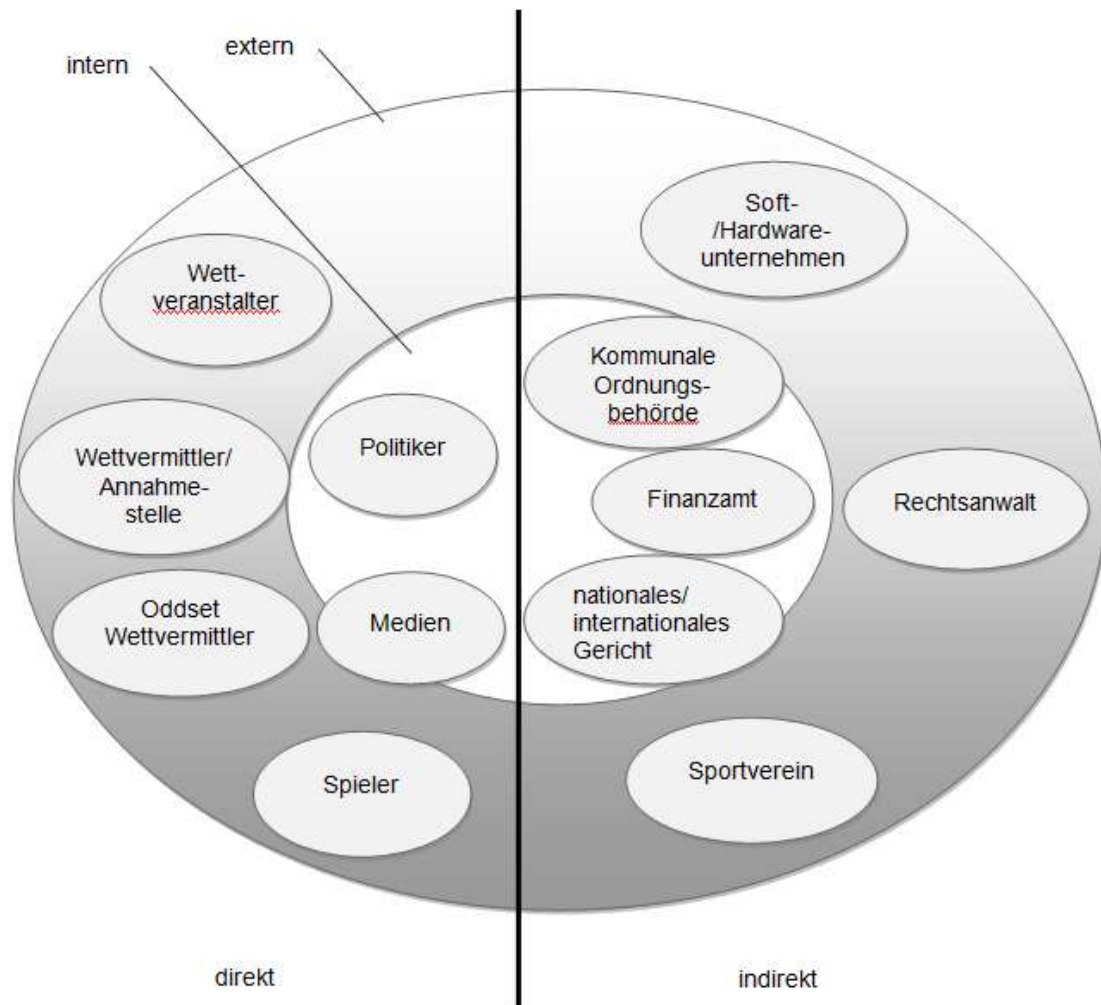 extern
intern
Soft-
/Hardware-
unternehmen
Wett-
veranstalter
Kommunale
Ordnungs-
behörde
Politiker
Wettvermittler/
Annahme-
stelle
Finanzamt
Rechtsanwalt
Oddset
Wettvermittler
Medien
nationales/
internationales
Gericht
Spieler
Sportverein
direkt
indirekt